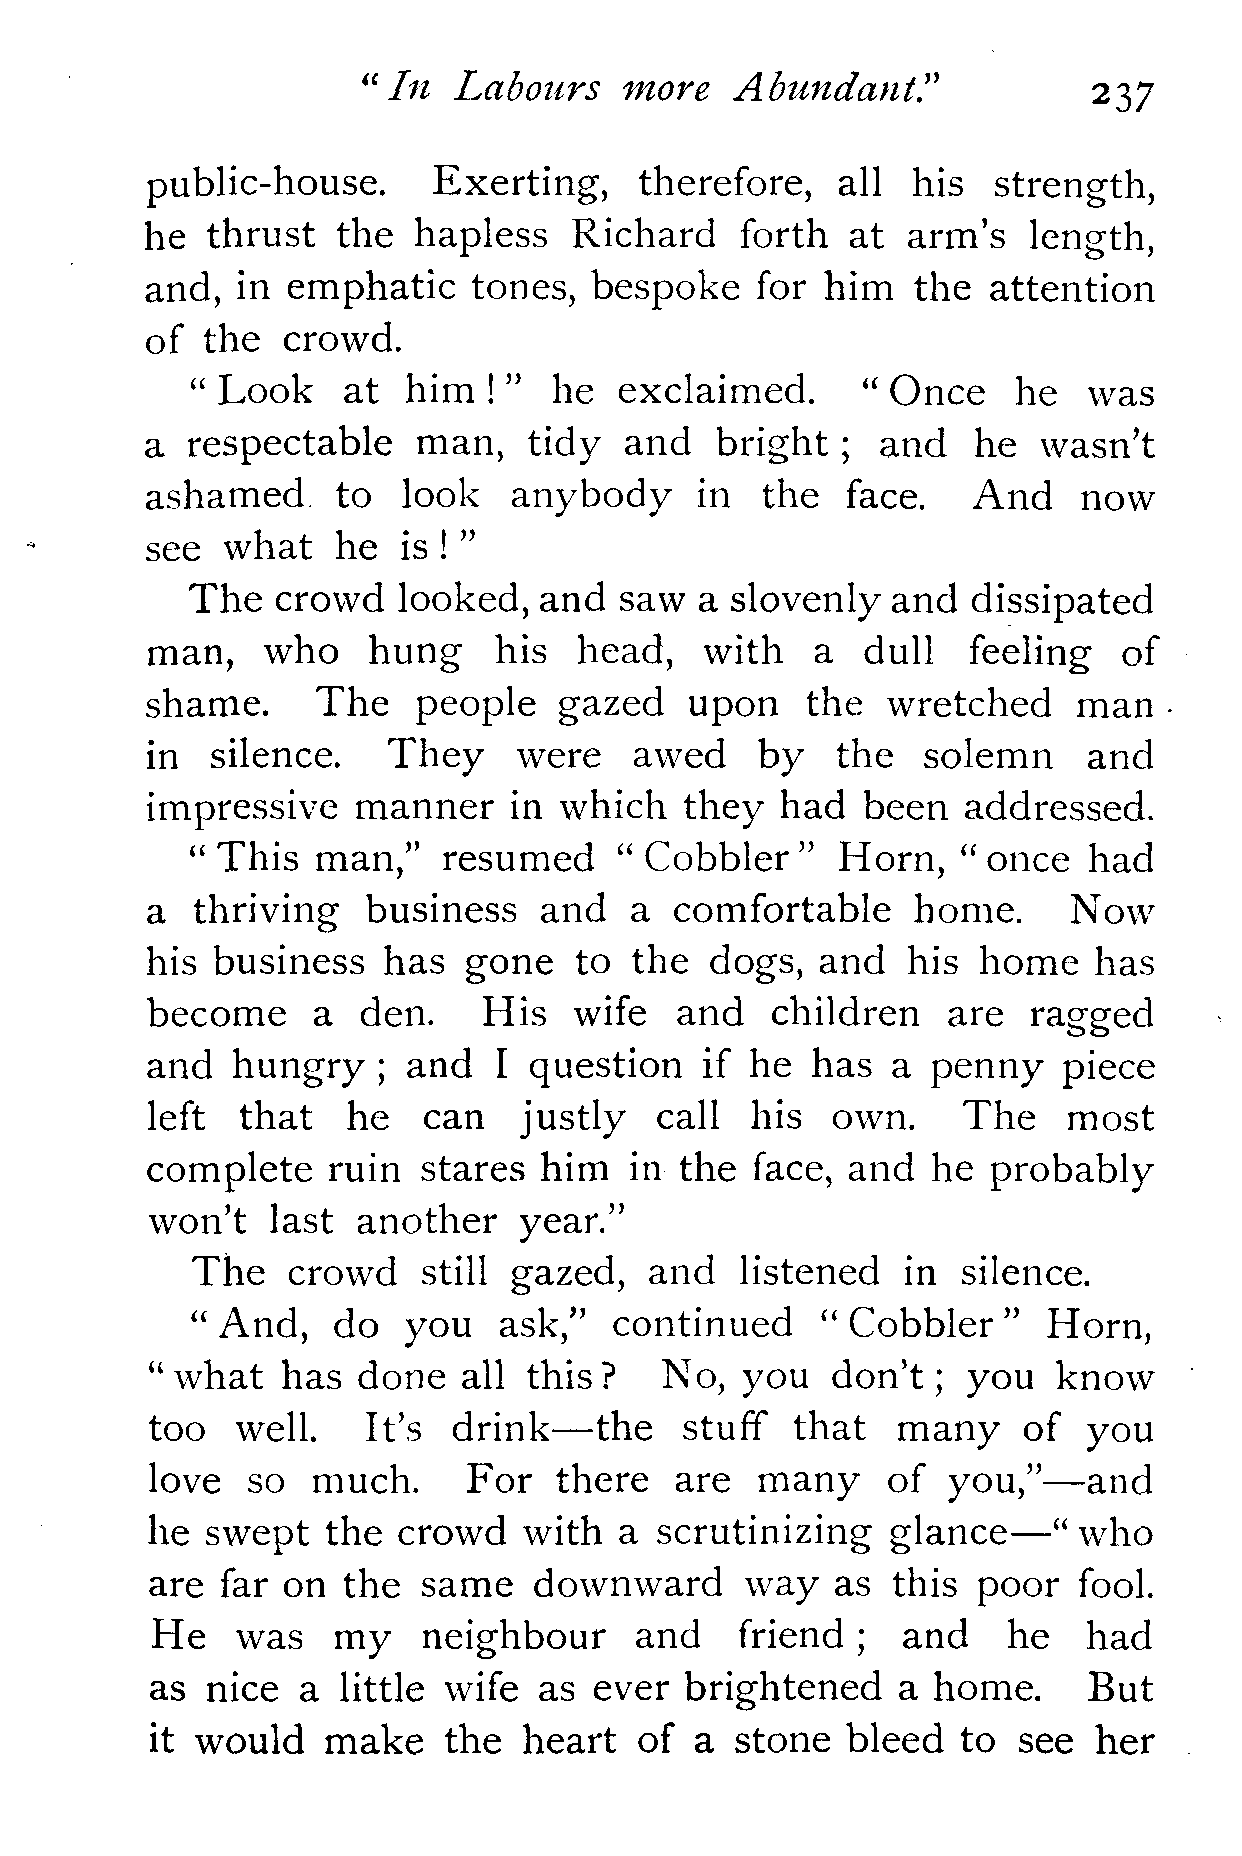 "In Labours more Abundant." 237
public-house. Exerting, therefore, all his strength,
he thrust the hapless Richard forth at arm's length,
and, in emphatic tones, bespoke for him the attention
of the crowd.
"Look at him!" he exclaimed. "Once he was
a respectable man, tidy and bright; and he wasn't
ashamed to look anybody in the face. And now
see what he is!"
The crowd looked, and saw a slovenly and dissipated
man, who hung his head, with a dull feeling of
shame. The people gazed upon the wretched man
in silence. They were awed by the solemn and
impressive manner in which they had been addressed.
"This man," resumed "Cobbler" Horn, "once had
a thriving business and a comfortable home. Now
his business has gone to the dogs, and his home has
become a den. His wife and children are ragged
and hungry; and I question if he has a penny piece
left that he can justly call his own. The most
complete ruin stares him in the face, and he probably
won't last another year."
The crowd still gazed, and listened in silence.
"And, do you ask," continued "Cobbler" Horn,
"what has done all this? No, you don't; you know
too well. It's drink—the stuff that many of you
love so much. For there are many of you,"—and
he swept the crowd with a scrutinizing glance—"who
are far on the same downward way as this poor fool.
He was my neighbour and friend; and he had
as nice a little wife as ever brightened a home. But
it would make the heart of a stone bleed to see her